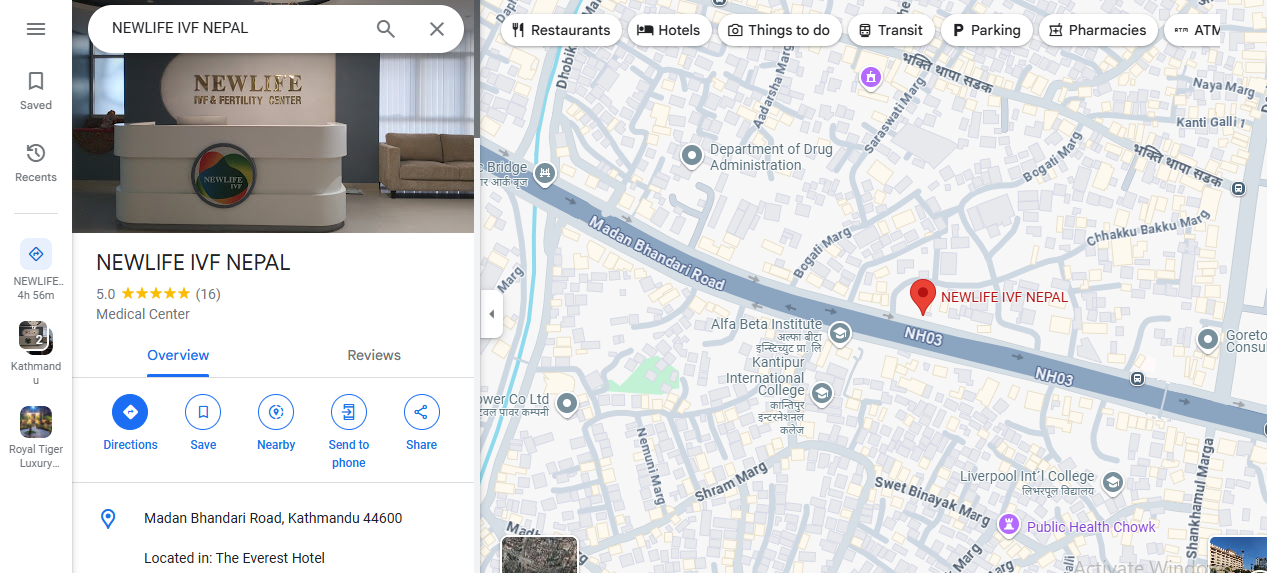 NEWLIFE IVF NEPAL
Saved
Recents
NEWLIFE..
4h 56m
2
Kathmand
u
Royal Tiger
Luxury...
NEWLIFE
IVF & FERTILITY CENTER
NEWLIFE
IVF
NEWLIFE IVF NEPAL
5.0 (16)
Medical Center
Overview
Reviews
Directions
Save
Nearby
Send to
phone
Share
Madan Bhandari Road, Kathmandu 44600
Located in: The Everest Hotel
Restaurants
Hotels
Things to do
Transit
Parking
Pharmacies
ATM
Dhobik
Aadarsha Marg
Saraswati Marg
भक्ति थापा सडक
Naya Marg
Kanti Galli 1
भक्ति थापा सडक
Department of Drug
Administration
Bogati Marg
c Bridge
Chhakku Bakku Marg
Madan Bhandari Road
Bogati Marg
Marg
NEWLIFE IVF NEPAL
Alfa Beta Institute
अल्फा बीटा
इन्स्टिच्युट प्रा. लि
NH03
Goreto
Consul
Kantipur
International
College
कान्तिपुर
इन्टरनेशनल
कलेज
NH03
ower Co Ltd
टेवल पावर कम्पनी
Nemuni Marg
Shram Marg
Swet Binayak Marg
Liverpool Int´l College
लिभरपूल विद्यालय
Public Health Chowk
Shankhamul Marga
Madh
Activate Windo